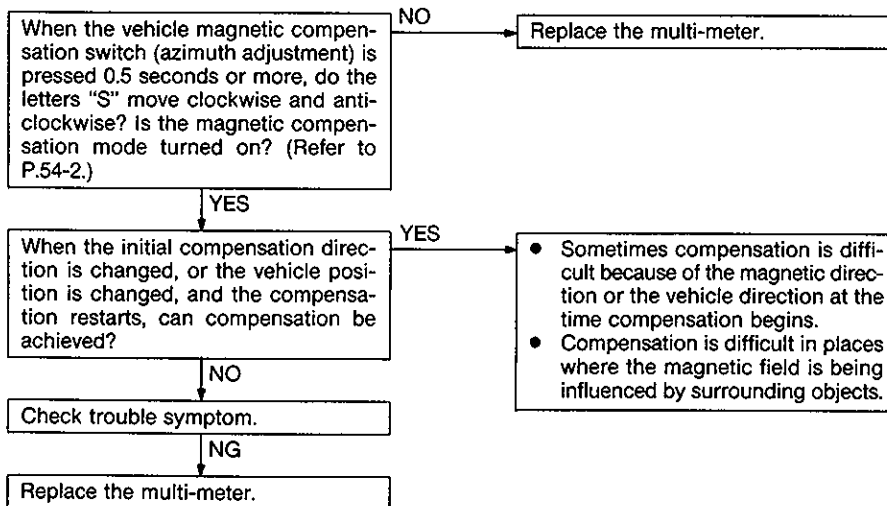 When the vehicle magnetic compen-
sation switch (azimuth adjustment) is
pressed 0.5 seconds or more, do the
letters “S” move clockwise and anti-
clockwise? Is the magnetic compen-
sation mode turned on? (Refer to
P.54-2.)
NO
Replace the multi-meter.
YES
When the initial compensation direc-
tion is changed, or the vehicle posi-
tion is changed, and the compensa-
tion restarts, can compensation be
achieved?
YES
● Sometimes compensation is diffi-
cult because of the magnetic direc-
tion or the vehicle direction at the
time compensation begins.
● Compensation is difficult in places
where the magnetic field is being
influenced by surrounding objects.
NO
Check trouble symptom.
NG
Replace the multi-meter.